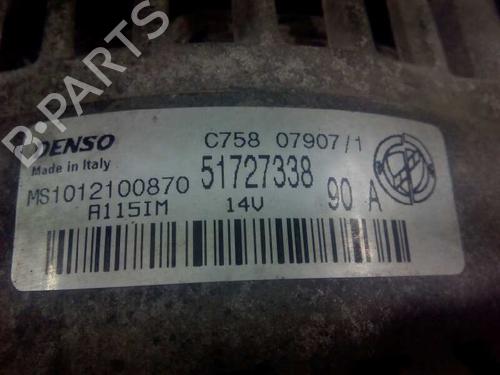 B-PARTS
DENSO C758 07907/1
Made in Italy
MS1012100870 51727338
A115IM 14V 90 A